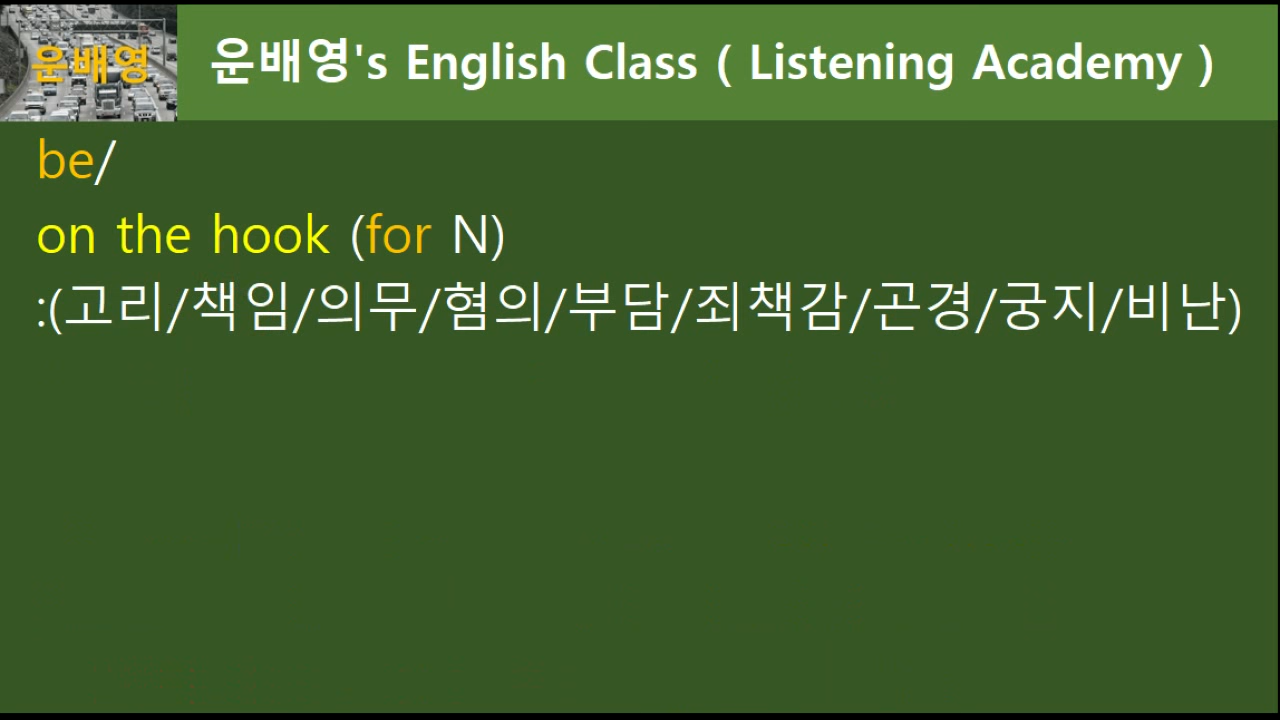 운배영
운배영's English Class ( Listening Academy )
be/
on the hook (for N)
:(고리/책임/의무/혐의/부담/죄책감/곤경/궁지/비난)